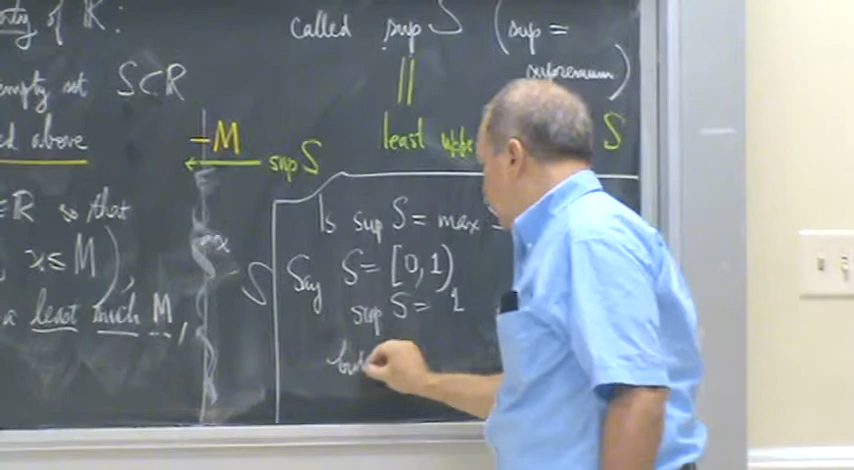 of ℝ:
empty set S⊂ℝ
above
∈ℝ so that
x≤M),
a least such M,
M
sup S
x
S
called sup S (sup =
supremum)
||
least upper
S
Is sup S = max
Say S = [0,1)
sup S = 1
but